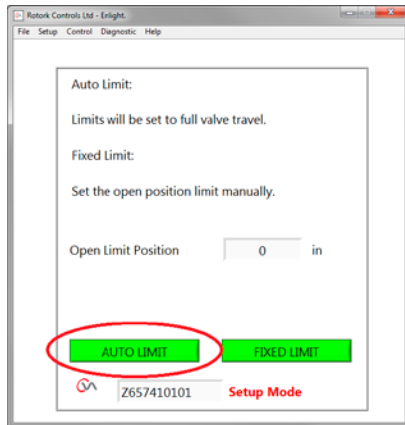 Rotork Controls Ltd - Enlight.
File Setup Control Diagnostic Help
Auto Limit:
Limits will be set to full valve travel.
Fixed Limit:
Set the open position limit manually.
Open Limit Position 0 in
AUTO LIMIT FIXED LIMIT
Z657410101 Setup Mode